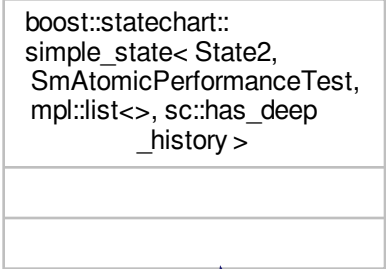 boost::statechart::
simple_state< State2,
SmAtomicPerformanceTest,
mpl::list<>, sc::has_deep
_history >